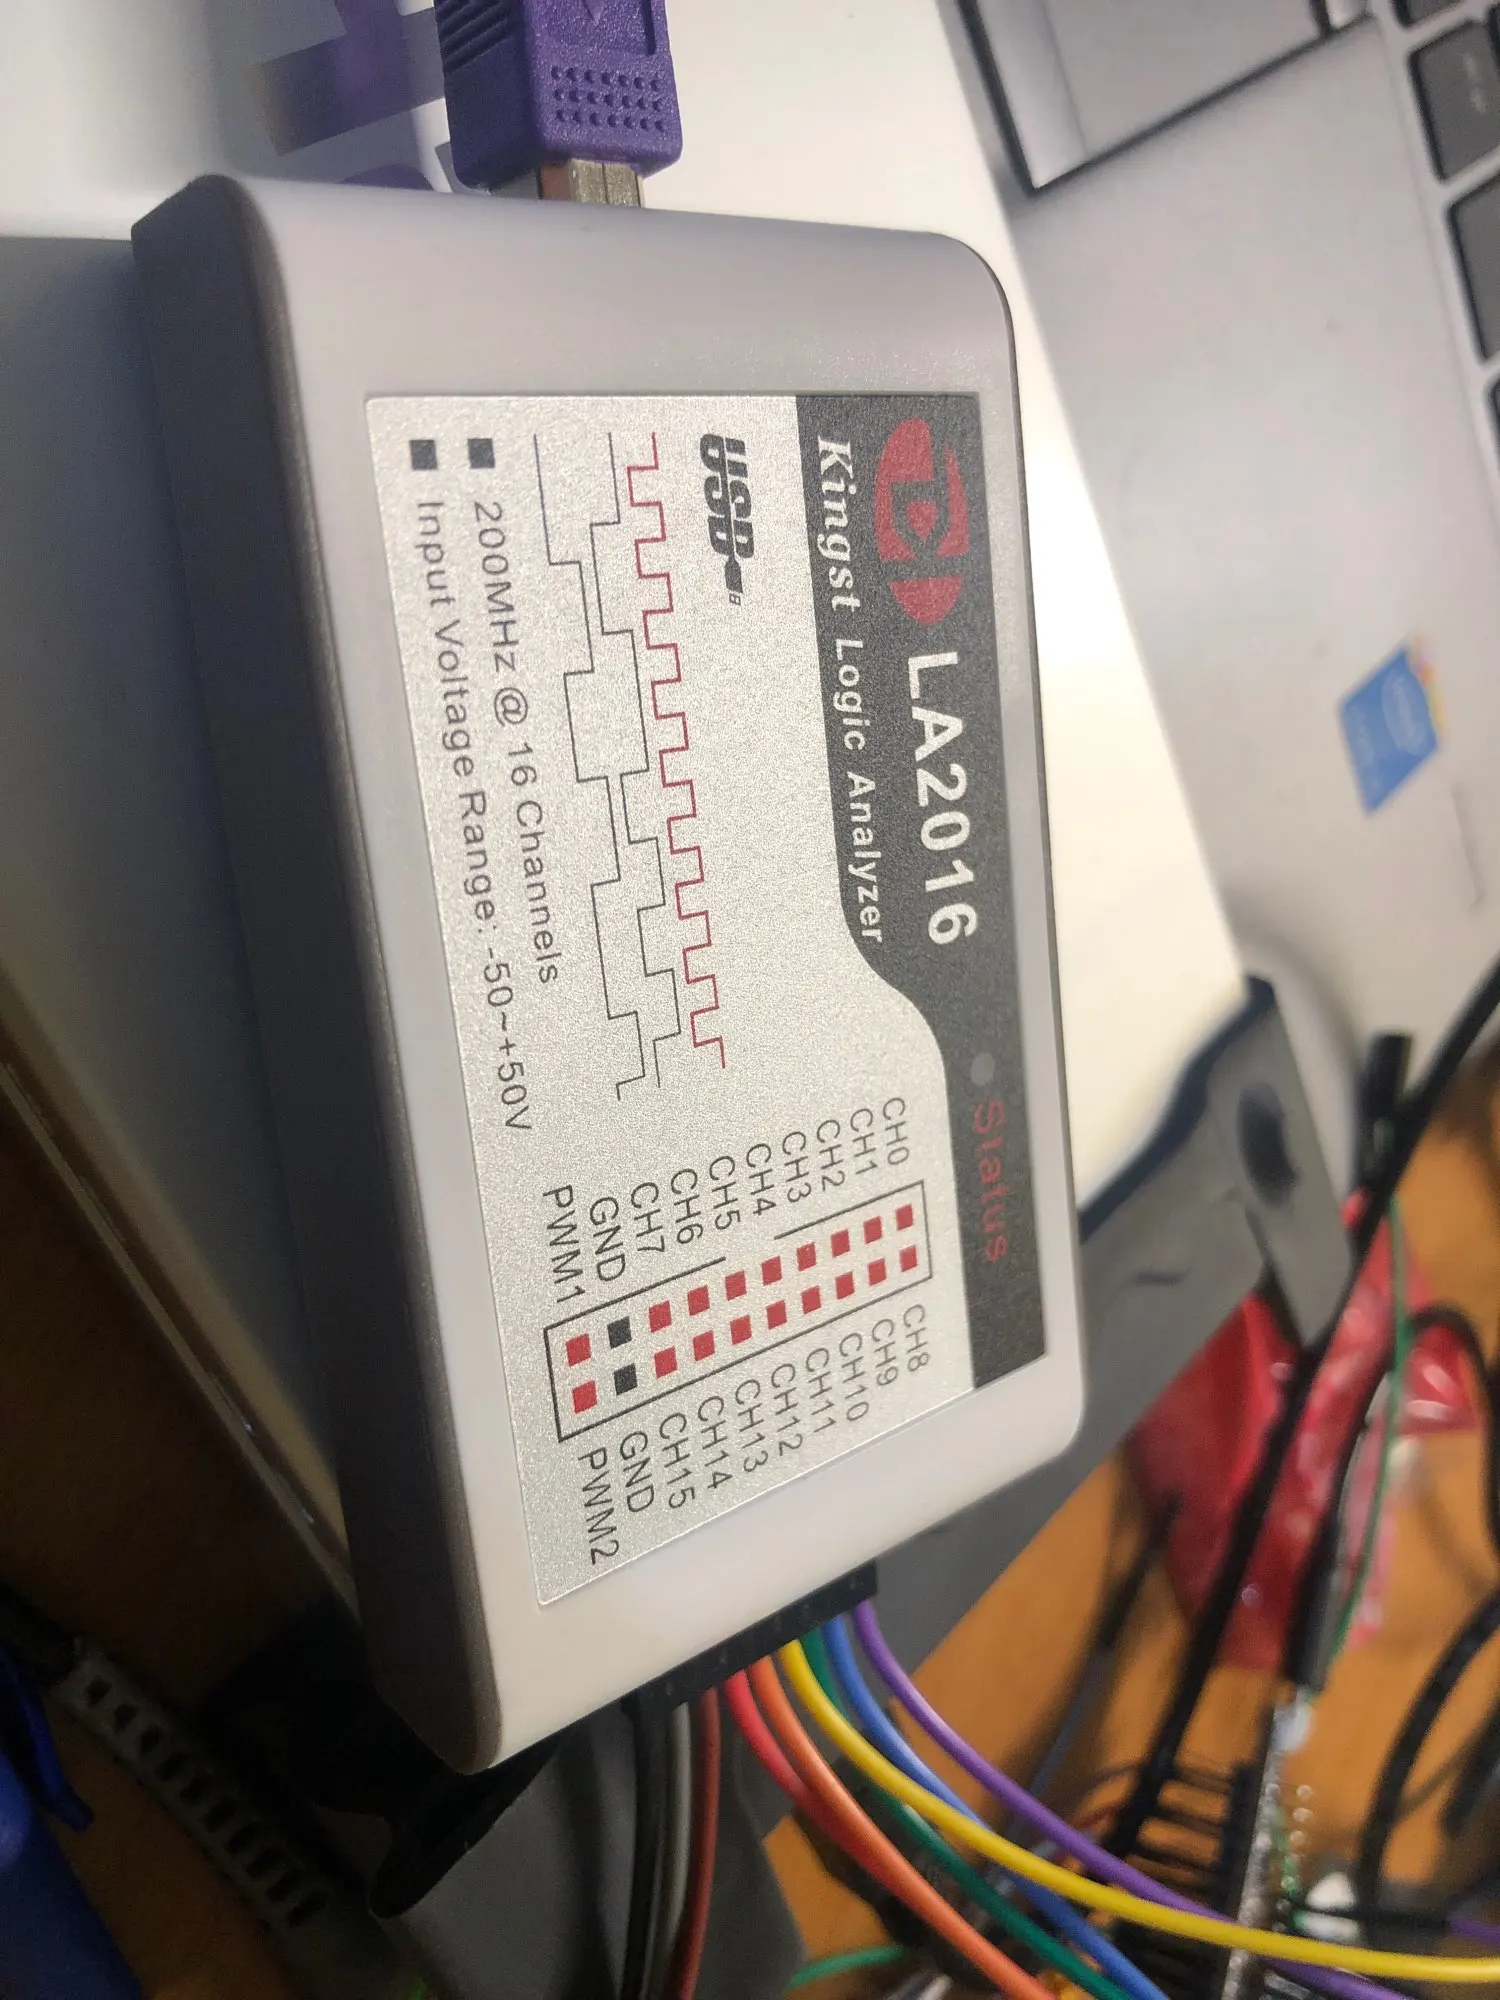 LA2016
Status
Kingst Logic Analyzer
USB
200MHz @ 16 Channels
Input Voltage Range: -50~+50V
CH0 CH8
CH1 CH9
CH2 CH10
CH3 CH11
CH4 CH12
CH5 CH13
CH6 CH14
CH7 CH15
GND GND
PWM1 PWM2